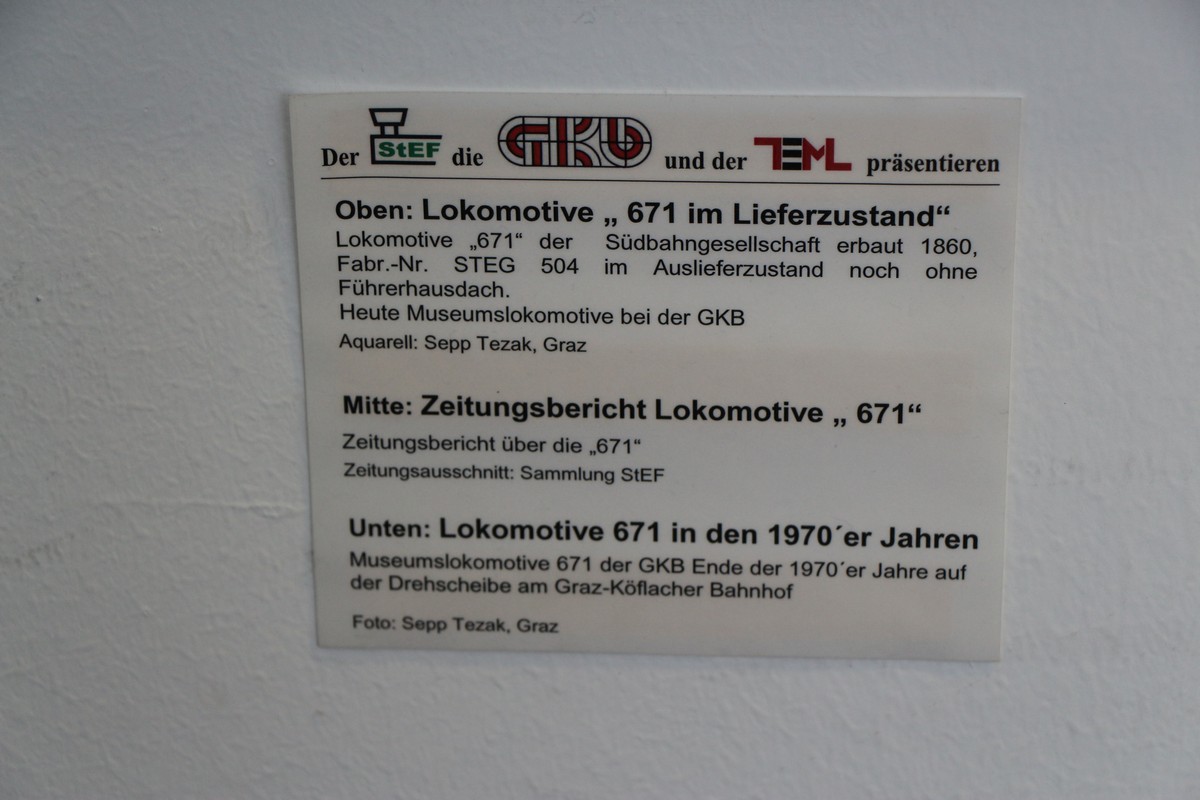 Der StEF die GKB und der TEML präsentieren
Oben: Lokomotive „ 671 im Lieferzustand“
Lokomotive „671“ der Südbahngesellschaft erbaut 1860,
Fabr.-Nr. STEG 504 im Auslieferzustand noch ohne
Führerhausdach.
Heute Museumslokomotive bei der GKB
Aquarell: Sepp Tezak, Graz
Mitte: Zeitungsbericht Lokomotive „ 671“
Zeitungsbericht über die „671“
Zeitungsausschnitt: Sammlung StEF
Unten: Lokomotive 671 in den 1970´er Jahren
Museumslokomotive 671 der GKB Ende der 1970´er Jahre auf
der Drehscheibe am Graz-Köflacher Bahnhof
Foto: Sepp Tezak, Graz